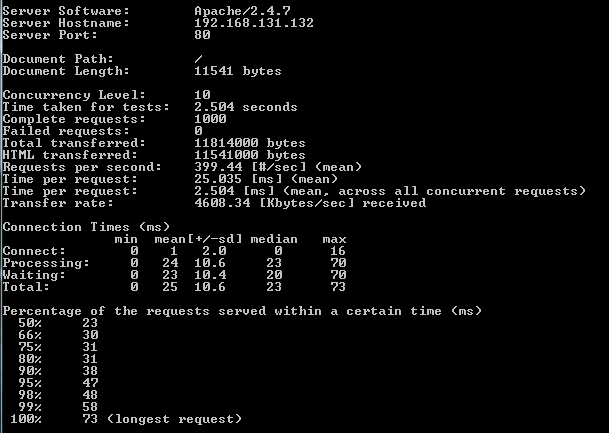 Server Software:        Apache/2.4.7
Server Hostname:        192.168.131.132
Server Port:            80
Document Path:          /
Document Length:        11541 bytes
Concurrency Level:      10
Time taken for tests:   2.504 seconds
Complete requests:      1000
Failed requests:        0
Total transferred:      11814000 bytes
HTML transferred:       11541000 bytes
Requests per second:    399.44 [#/sec] (mean)
Time per request:       25.035 [ms] (mean)
Time per request:       2.504 [ms] (mean, across all concurrent requests)
Transfer rate:          4608.34 [Kbytes/sec] received
Connection Times (ms)
              min  mean[+/-sd] median   max
Connect:        0    1   2.0      0      16
Processing:     0   24  10.6     23      70
Waiting:        0   23  10.4     20      70
Total:          0   25  10.6     23      73
Percentage of the requests served within a certain time (ms)
  50%     23
  66%     30
  75%     31
  80%     31
  90%     38
  95%     47
  98%     48
  99%     58
 100%     73 (longest request)